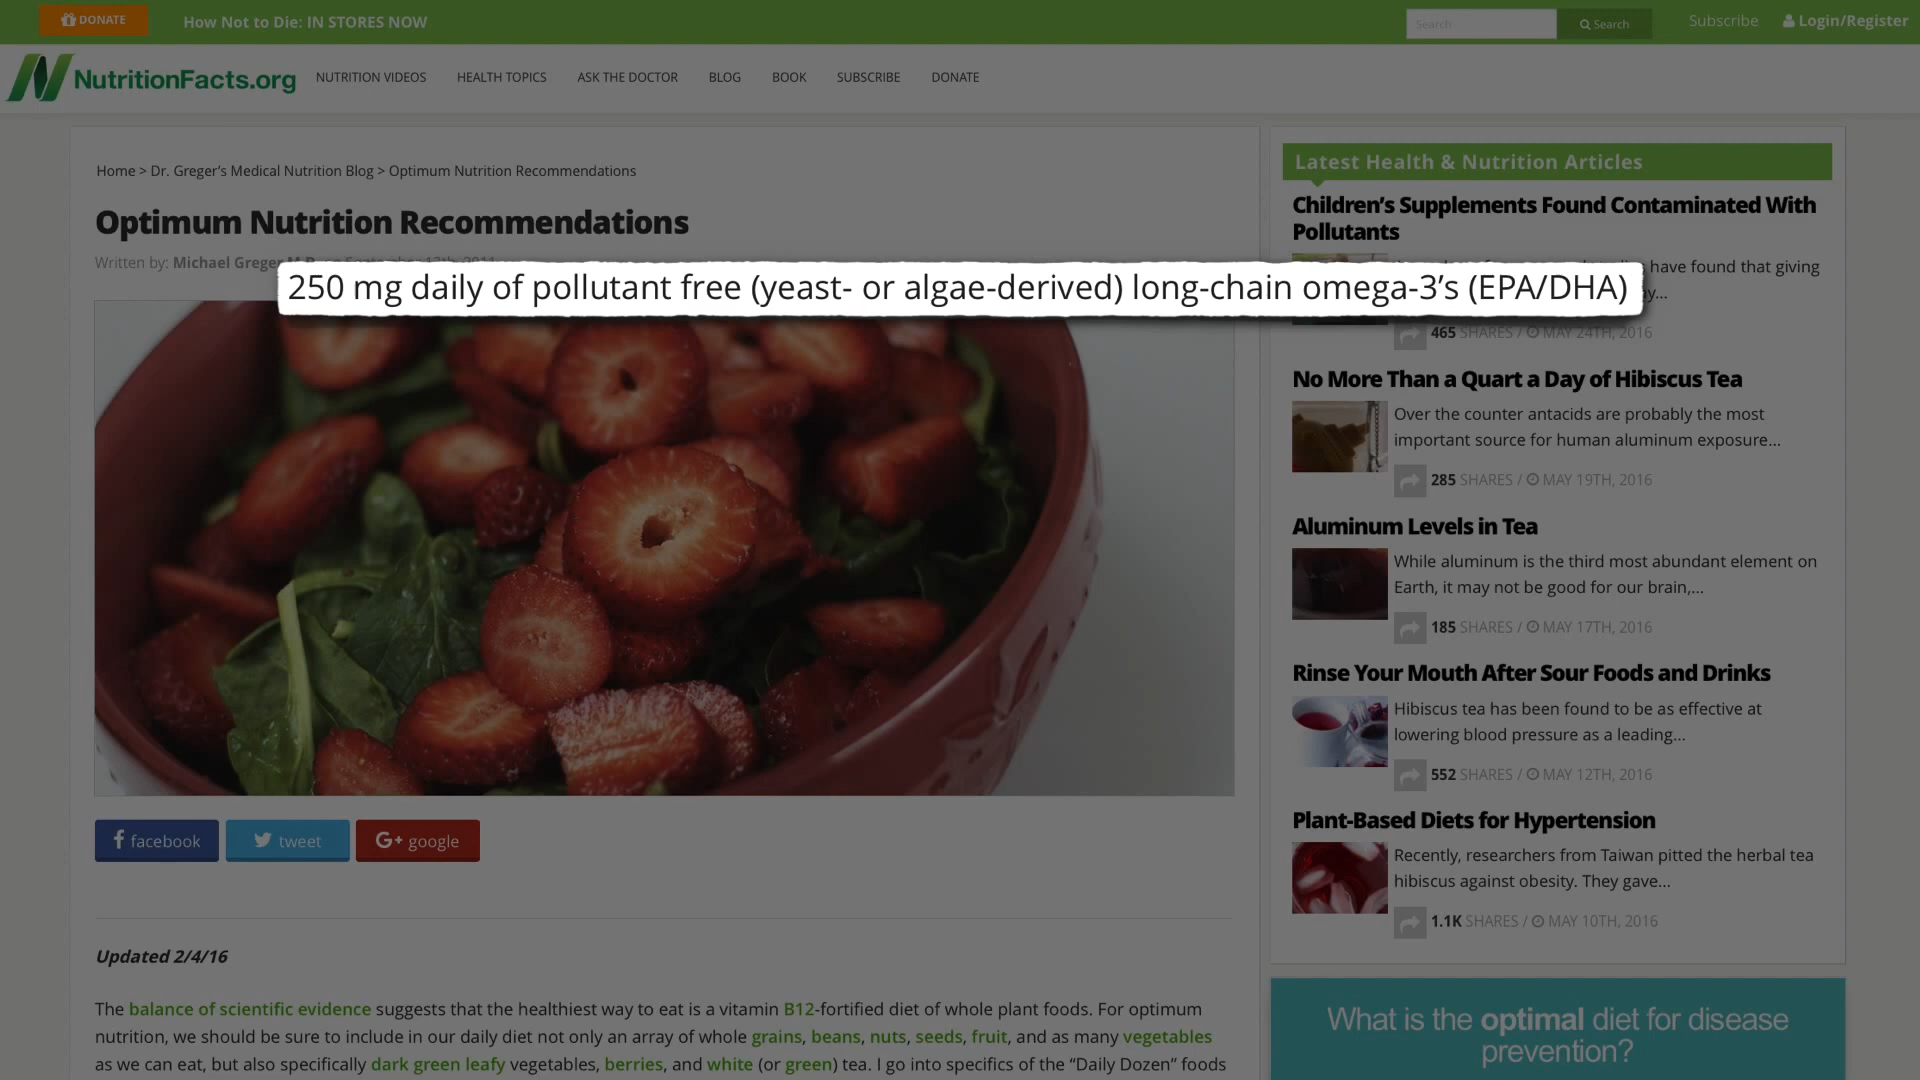 DONATE
How Not to Die: IN STORES NOW
Search
Search
Subscribe
Login/Register
NutritionFacts.org
NUTRITION VIDEOS
HEALTH TOPICS
ASK THE DOCTOR
BLOG
BOOK
SUBSCRIBE
DONATE
Home > Dr. Greger's Medical Nutrition Blog > Optimum Nutrition Recommendations
Optimum Nutrition Recommendations
Written by: Michael Greger
250 mg daily of pollutant free (yeast- or algae-derived) long-chain omega-3's (EPA/DHA)
facebook
tweet
G+ google
Updated 2/4/16
The balance of scientific evidence suggests that the healthiest way to eat is a vitamin B12-fortified diet of whole plant foods. For optimum
nutrition, we should be sure to include in our daily diet not only an array of whole grains, beans, nuts, seeds, fruit, and as many vegetables
as we can eat, but also specifically dark green leafy vegetables, berries, and white (or green) tea. I go into specifics of the “Daily Dozen” foods
Latest Health & Nutrition Articles
Children's Supplements Found Contaminated With
Pollutants
have found that giving
465 SHARES / MAY 24TH, 2016
No More Than a Quart a Day of Hibiscus Tea
Over the counter antacids are probably the most
important source for human aluminum exposure...
285 SHARES / MAY 19TH, 2016
Aluminum Levels in Tea
While aluminum is the third most abundant element on
Earth, it may not be good for our brain,...
185 SHARES / MAY 17TH, 2016
Rinse Your Mouth After Sour Foods and Drinks
Hibiscus tea has been found to be as effective at
lowering blood pressure as a leading...
552 SHARES / MAY 12TH, 2016
Plant-Based Diets for Hypertension
Recently, researchers from Taiwan pitted the herbal tea
hibiscus against obesity. They gave...
1.1K SHARES / MAY 10TH, 2016
What is the optimal diet for disease
prevention?